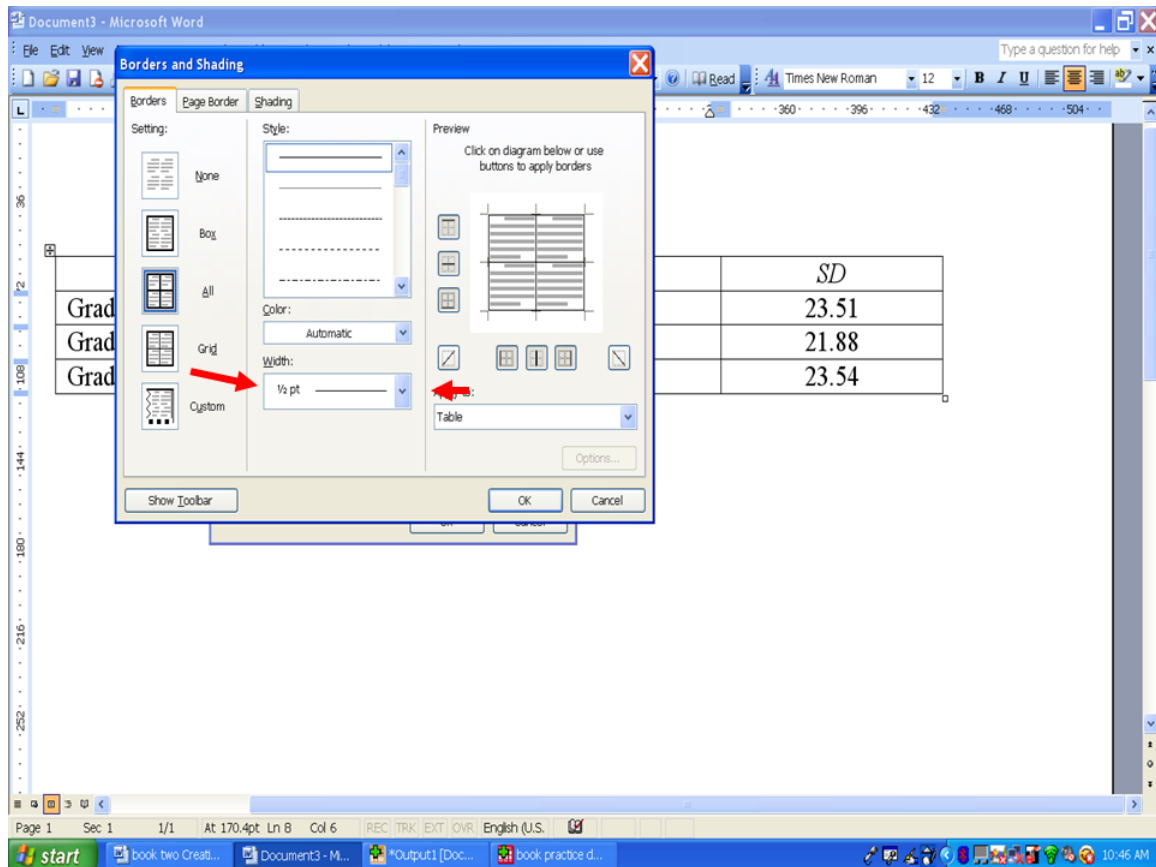 Document3 - Microsoft Word
File Edit View
Type a question for help
Read
Times New Roman 12 B I U
360 396 432 468 504
Borders and Shading
Borders Page Border Shading
Setting:
None
Box
All
Grid
Custom
Style:
Color:
Automatic
Width:
½ pt
Preview
Click on diagram below or use
buttons to apply borders
Table
Options...
Show Toolbar
OK Cancel
36
72
108
144
180
216
252
SD
Grad 23.51
Grad 21.88
Grad 23.54
Page 1 Sec 1 1/1 At 170.4pt Ln 8 Col 6 REC TRK EXT OVR English (U.S.
start
book two Creati...
Document3 - Mi...
*Output1 [Doc...
book practice d...
10:46 AM